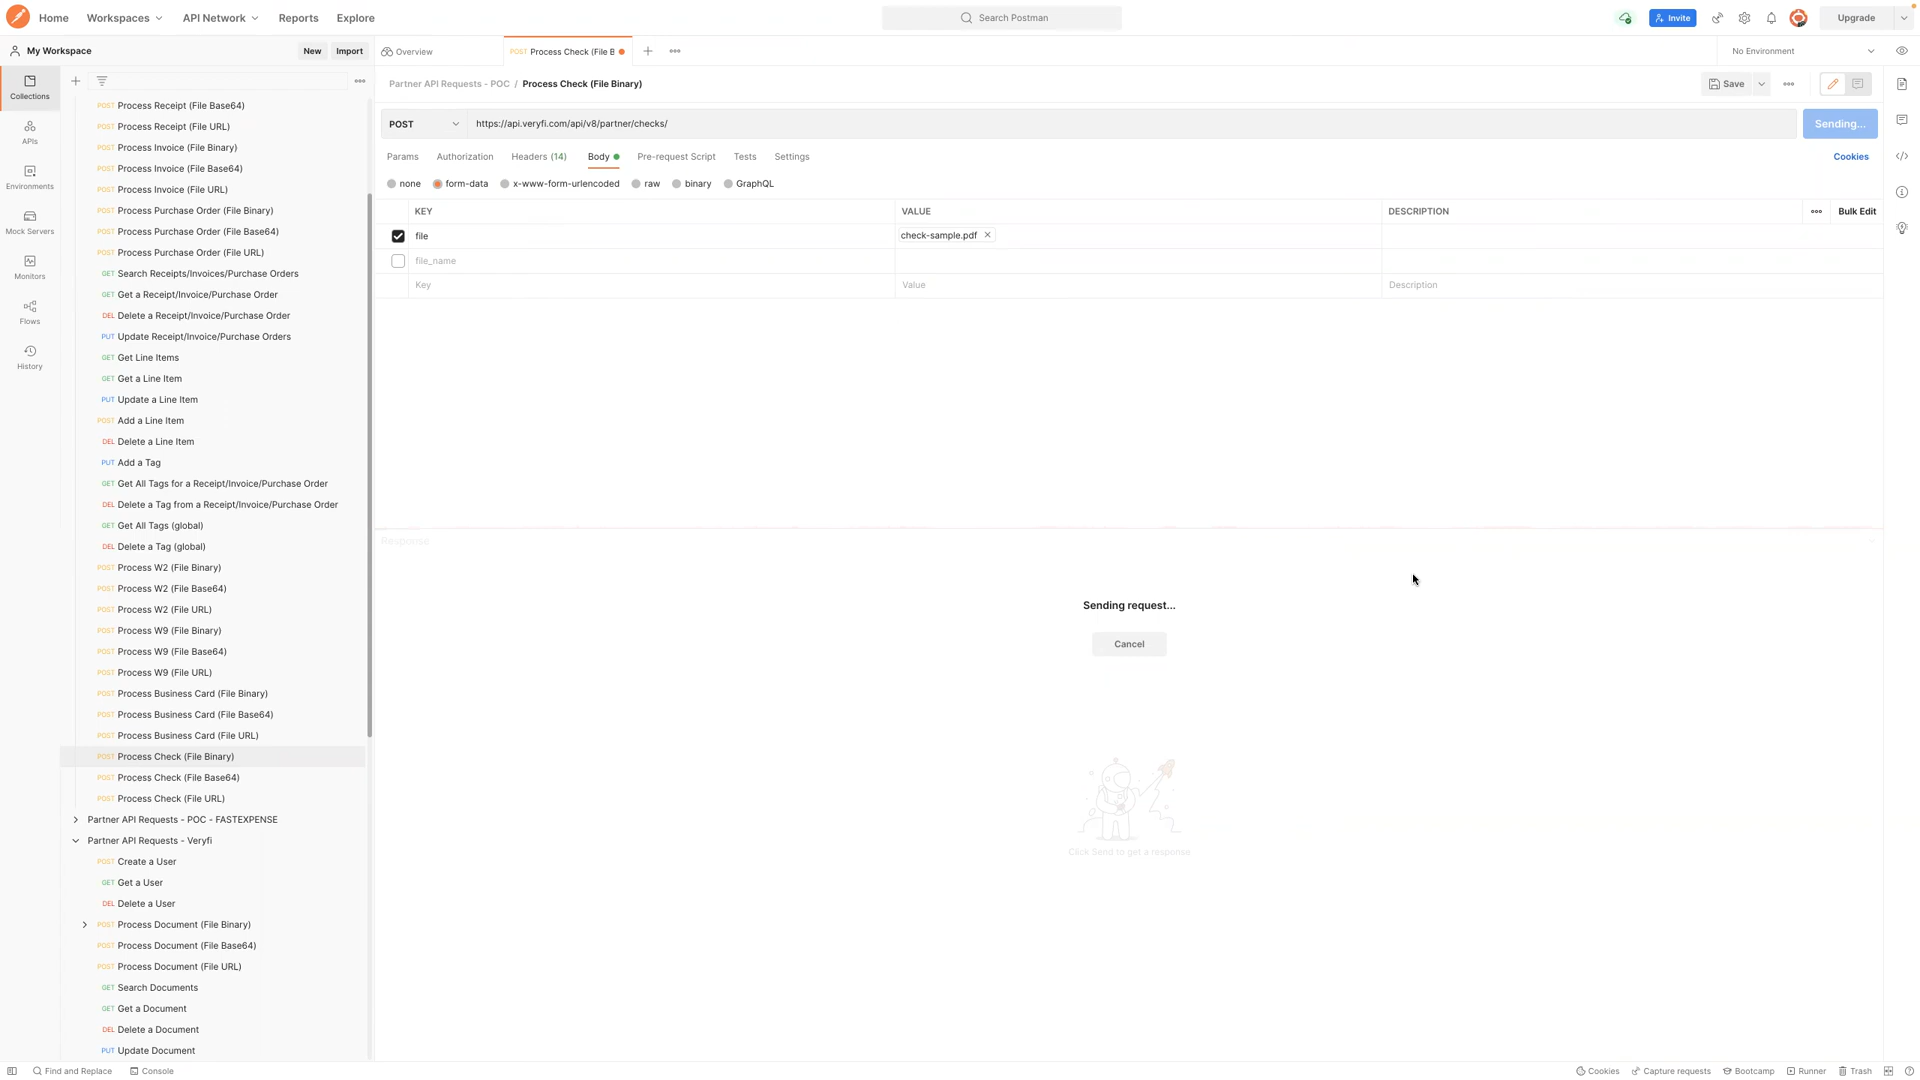 Home
Workspaces
API Network
Reports
Explore
Search Postman
Invite
Upgrade
My Workspace
New
Import
Overview
POST Process Check (File B
No Environment
Collections
APIs
Environments
Mock Servers
Monitors
Flows
History
POST Process Receipt (File Base64)
POST Process Receipt (File URL)
POST Process Invoice (File Binary)
POST Process Invoice (File Base64)
POST Process Invoice (File URL)
POST Process Purchase Order (File Binary)
POST Process Purchase Order (File Base64)
POST Process Purchase Order (File URL)
GET Search Receipts/Invoices/Purchase Orders
GET Get a Receipt/Invoice/Purchase Order
DEL Delete a Receipt/Invoice/Purchase Order
PUT Update Receipt/Invoice/Purchase Orders
GET Get Line Items
GET Get a Line Item
PUT Update a Line Item
POST Add a Line Item
DEL Delete a Line Item
PUT Add a Tag
GET Get All Tags for a Receipt/Invoice/Purchase Order
DEL Delete a Tag from a Receipt/Invoice/Purchase Order
GET Get All Tags (global)
DEL Delete a Tag (global)
POST Process W2 (File Binary)
POST Process W2 (File Base64)
POST Process W2 (File URL)
POST Process W9 (File Binary)
POST Process W9 (File Base64)
POST Process W9 (File URL)
POST Process Business Card (File Binary)
POST Process Business Card (File Base64)
POST Process Business Card (File URL)
POST Process Check (File Binary)
POST Process Check (File Base64)
POST Process Check (File URL)
Partner API Requests - POC - FASTEXPENSE
Partner API Requests - Veryfi
POST Create a User
GET Get a User
DEL Delete a User
POST Process Document (File Binary)
POST Process Document (File Base64)
POST Process Document (File URL)
GET Search Documents
GET Get a Document
DEL Delete a Document
PUT Update Document
Partner API Requests - POC / Process Check (File Binary)
Save
POST
https://api.veryfi.com/api/v8/partner/checks/
Sending...
Params
Authorization
Headers (14)
Body
Pre-request Script
Tests
Settings
Cookies
none
form-data
x-www-form-urlencoded
raw
binary
GraphQL
KEY
VALUE
DESCRIPTION
Bulk Edit
file
check-sample.pdf
file_name
Key
Value
Description
Response
Sending request...
Cancel
Click Send to get a response
Find and Replace
Console
Cookies
Capture requests
Bootcamp
Runner
Trash